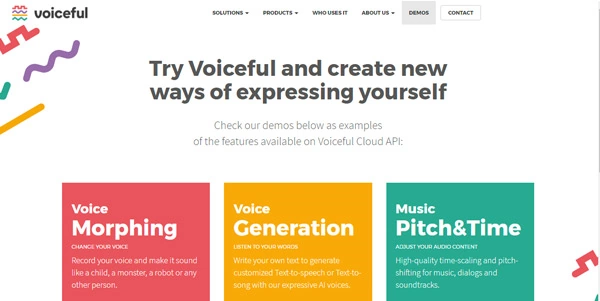 voiceful
SOLUTIONS PRODUCTS WHO USES IT ABOUT US DEMOS CONTACT
Try Voiceful and create new
ways of expressing yourself
Check our demos below as examples
of the features available on Voiceful Cloud API:
Voice
Morphing
CHANGE YOUR VOICE
Record your voice and make it sound
like a child, a monster, a robot or any
other person.
Voice
Generation
LISTEN TO YOUR WORDS
Write your own text to generate
customized Text-to-speech or Text-to-
song with our expressive AI voices.
Music
Pitch&Time
ADJUST YOUR AUDIO CONTENT
High-quality time-scaling and pitch-
shifting for music, dialogs and
soundtracks.